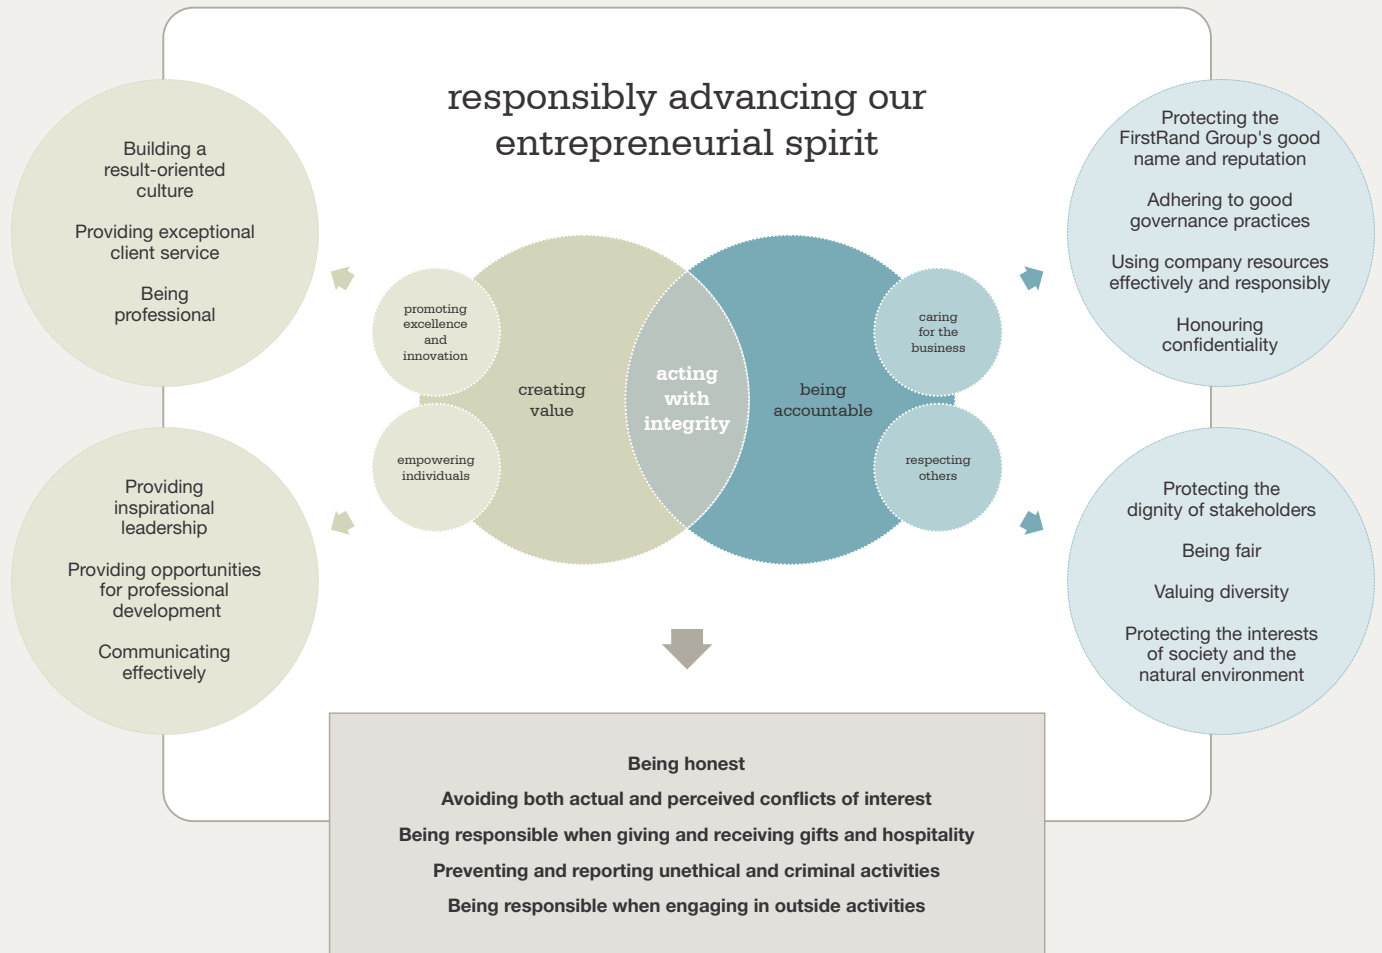 responsibly advancing our
entrepreneurial spirit
Building a
result-oriented
culture
Providing exceptional
client service
Being
professional
Providing
inspirational
leadership
Providing opportunities
for professional
development
Communicating
effectively
promoting
excellence
and
innovation
empowering
individuals
creating
value
acting
with
integrity
being
accountable
caring
for the
business
respecting
others
Protecting the
FirstRand Group's good
name and reputation
Adhering to good
governance practices
Using company resources
effectively and responsibly
Honouring
confidentiality
Protecting the
dignity of stakeholders
Being fair
Valuing diversity
Protecting the interests
of society and the
natural environment
Being honest
Avoiding both actual and perceived conflicts of interest
Being responsible when giving and receiving gifts and hospitality
Preventing and reporting unethical and criminal activities
Being responsible when engaging in outside activities